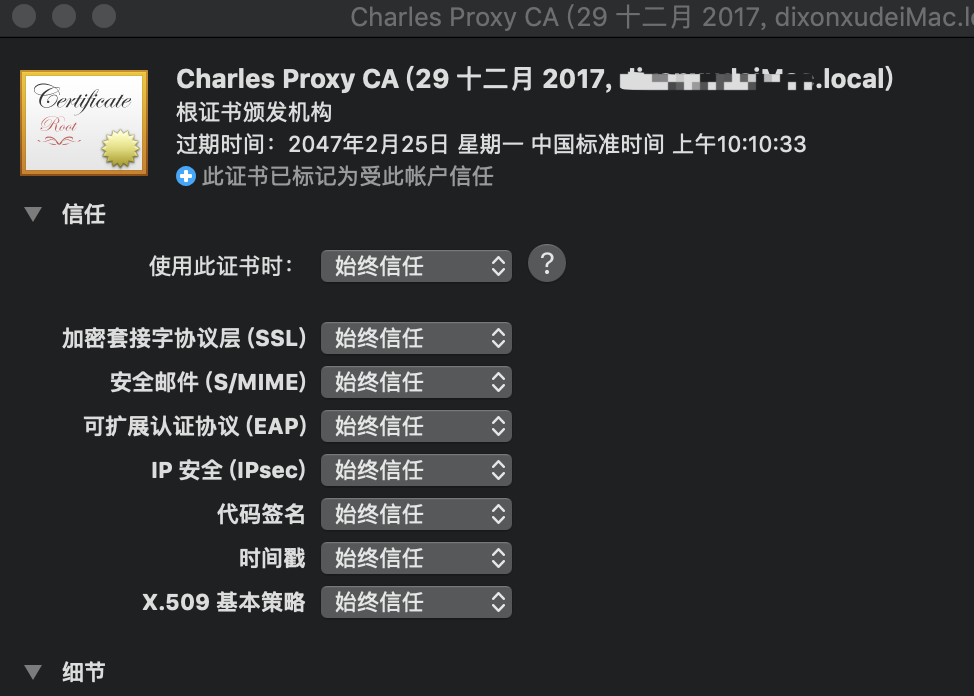 Charles Proxy CA (29 十二月 2017, dixonxudeiMac.lo
Certificate
Root
Charles Proxy CA (29 十二月 2017, .local)
根证书颁发机构
过期时间：2047年2月25日 星期一 中国标准时间 上午10:10:33
此证书已标记为受此帐户信任
信任
使用此证书时： 始终信任 ?
加密套接字协议层 (SSL) 始终信任
安全邮件 (S/MIME) 始终信任
可扩展认证协议 (EAP) 始终信任
IP 安全 (IPsec) 始终信任
代码签名 始终信任
时间戳 始终信任
X.509 基本策略 始终信任
细节